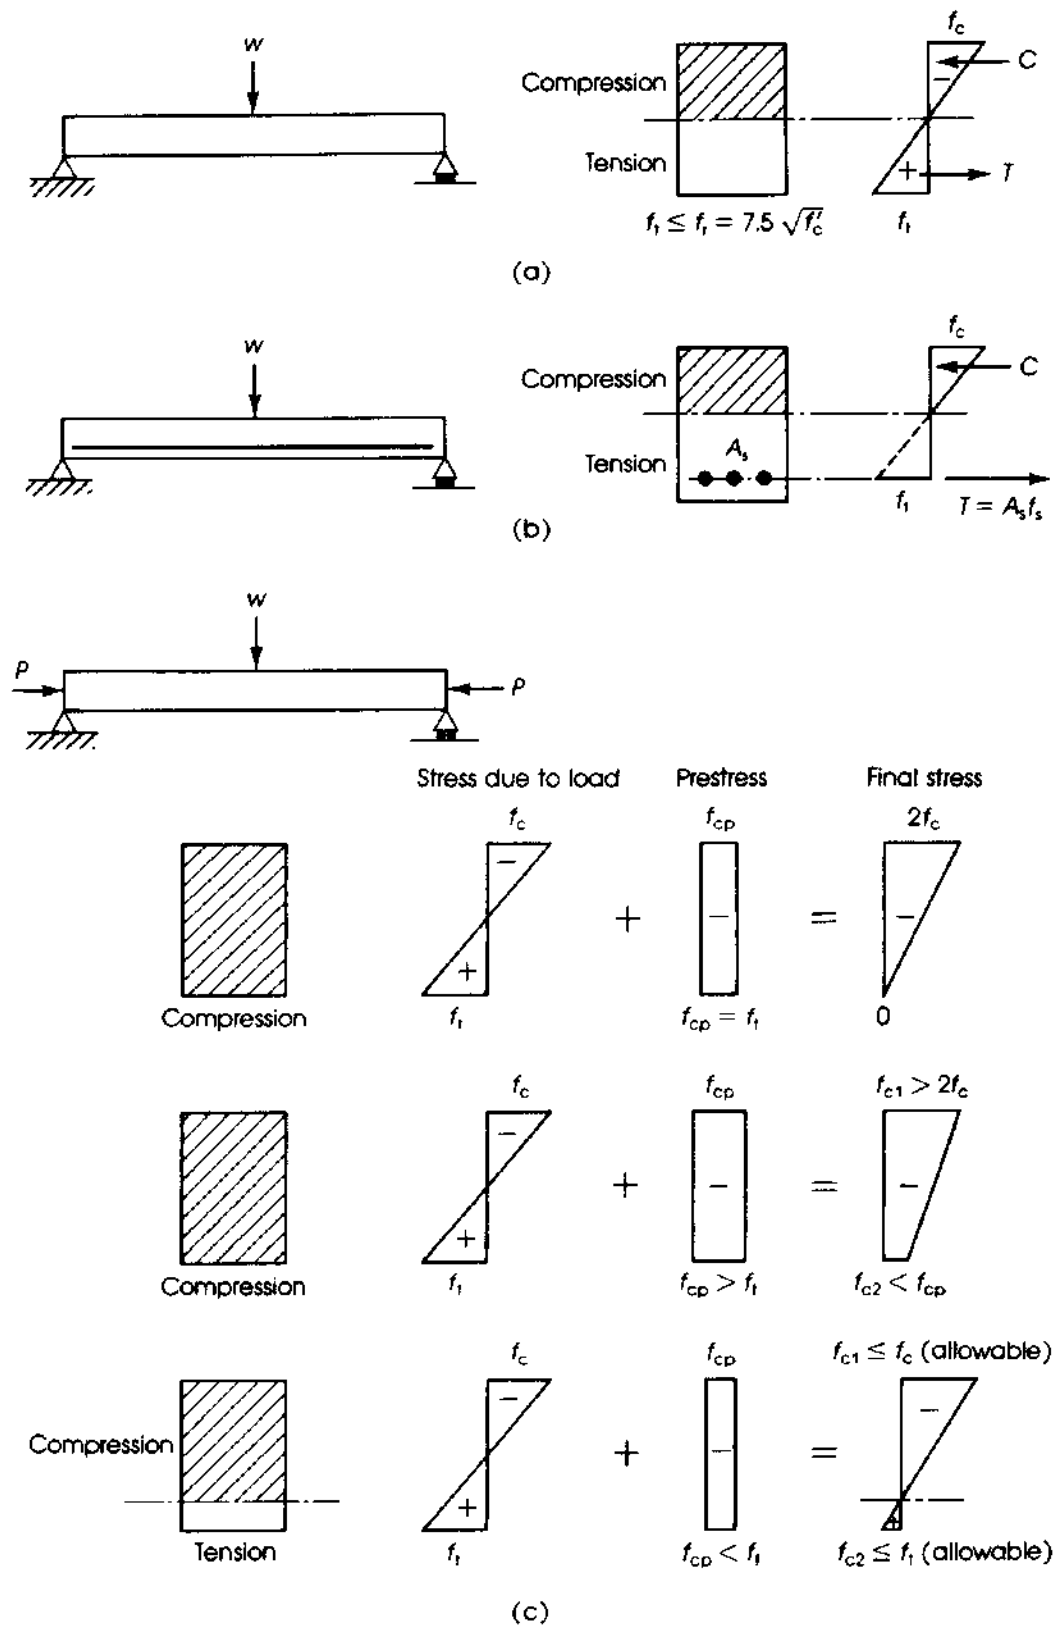 w
f_c
Compression
−
C
Tension
+
T
f_t ≤ f_r = 7.5 √f'_c
f_t
(a)
w
f_c
Compression
C
A_s
Tension
f_t
T = A_s f_s
(b)
w
P
P
Stress due to load
Prestress
Final stress
f_c
f_cp
2f_c
−
+
−
=
−
+
Compression
f_t
f_cp = f_t
0
f_c
f_cp
f_c1 > 2f_c
−
+
−
=
−
+
Compression
f_t
f_cp > f_t
f_c2 < f_cp
f_c
f_cp
f_c1 ≤ f_c (allowable)
−
−
Compression
+
−
=
+
+
Tension
f_t
f_cp < f_t
f_c2 ≤ f_t (allowable)
(c)